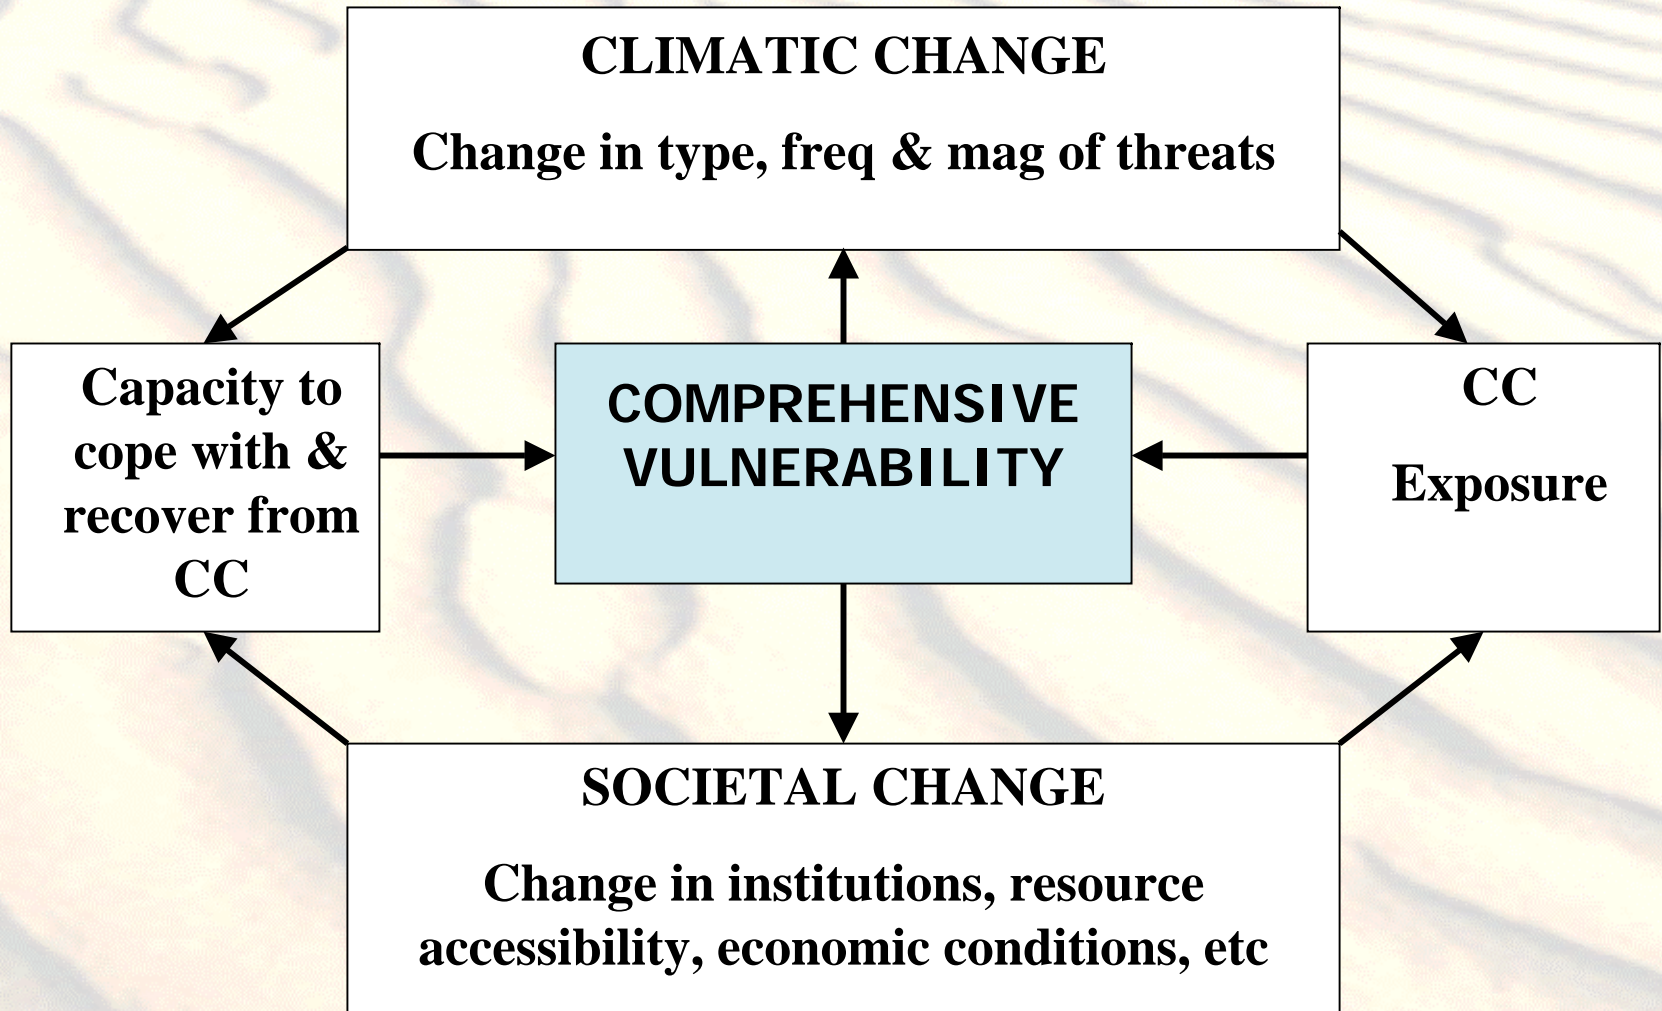 CLIMATIC CHANGE
Change in type, freq & mag of threats
Capacity to
cope with &
recover from
CC
COMPREHENSIVE
VULNERABILITY
CC
Exposure
SOCIETAL CHANGE
Change in institutions, resource
accessibility, economic conditions, etc